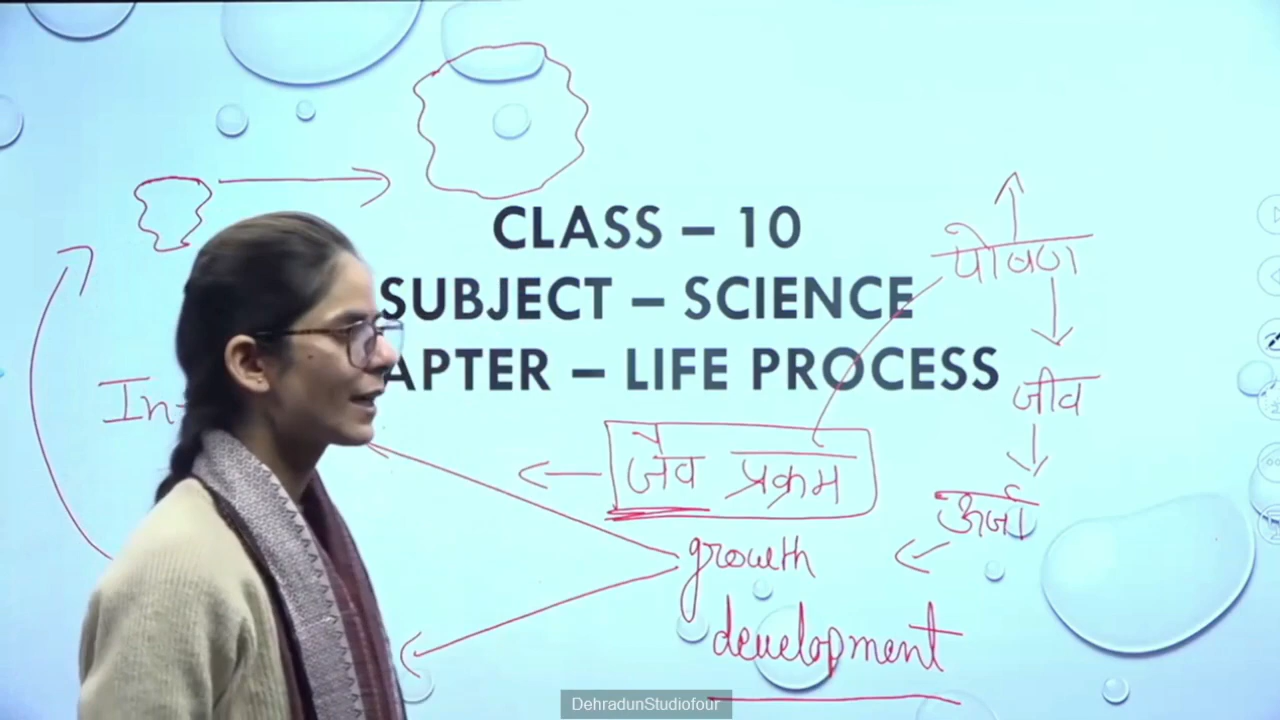 CLASS – 10
पोषण
SUBJECT – SCIENCE
APTER – LIFE PROCESS
जीव
जैव प्रक्रम
ऊर्जा
growth
development
DehradunStudiofour